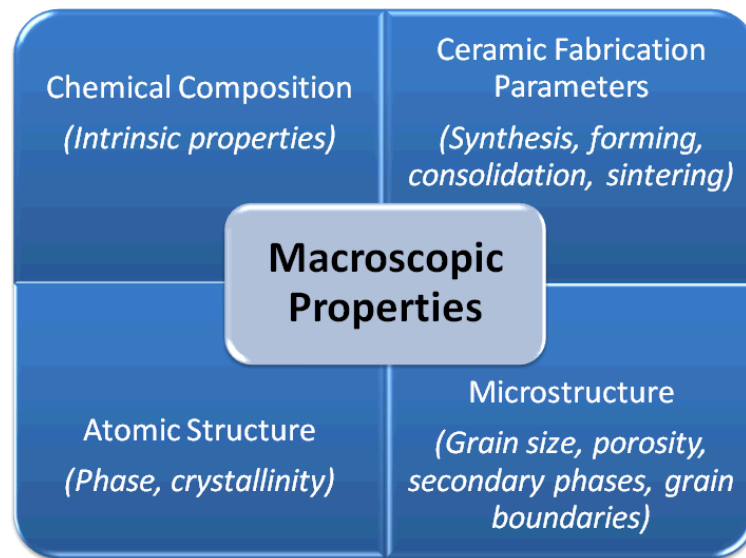 Chemical Composition
(Intrinsic properties)
Ceramic Fabrication
Parameters
(Synthesis, forming,
consolidation, sintering)
Macroscopic
Properties
Atomic Structure
(Phase, crystallinity)
Microstructure
(Grain size, porosity,
secondary phases, grain
boundaries)